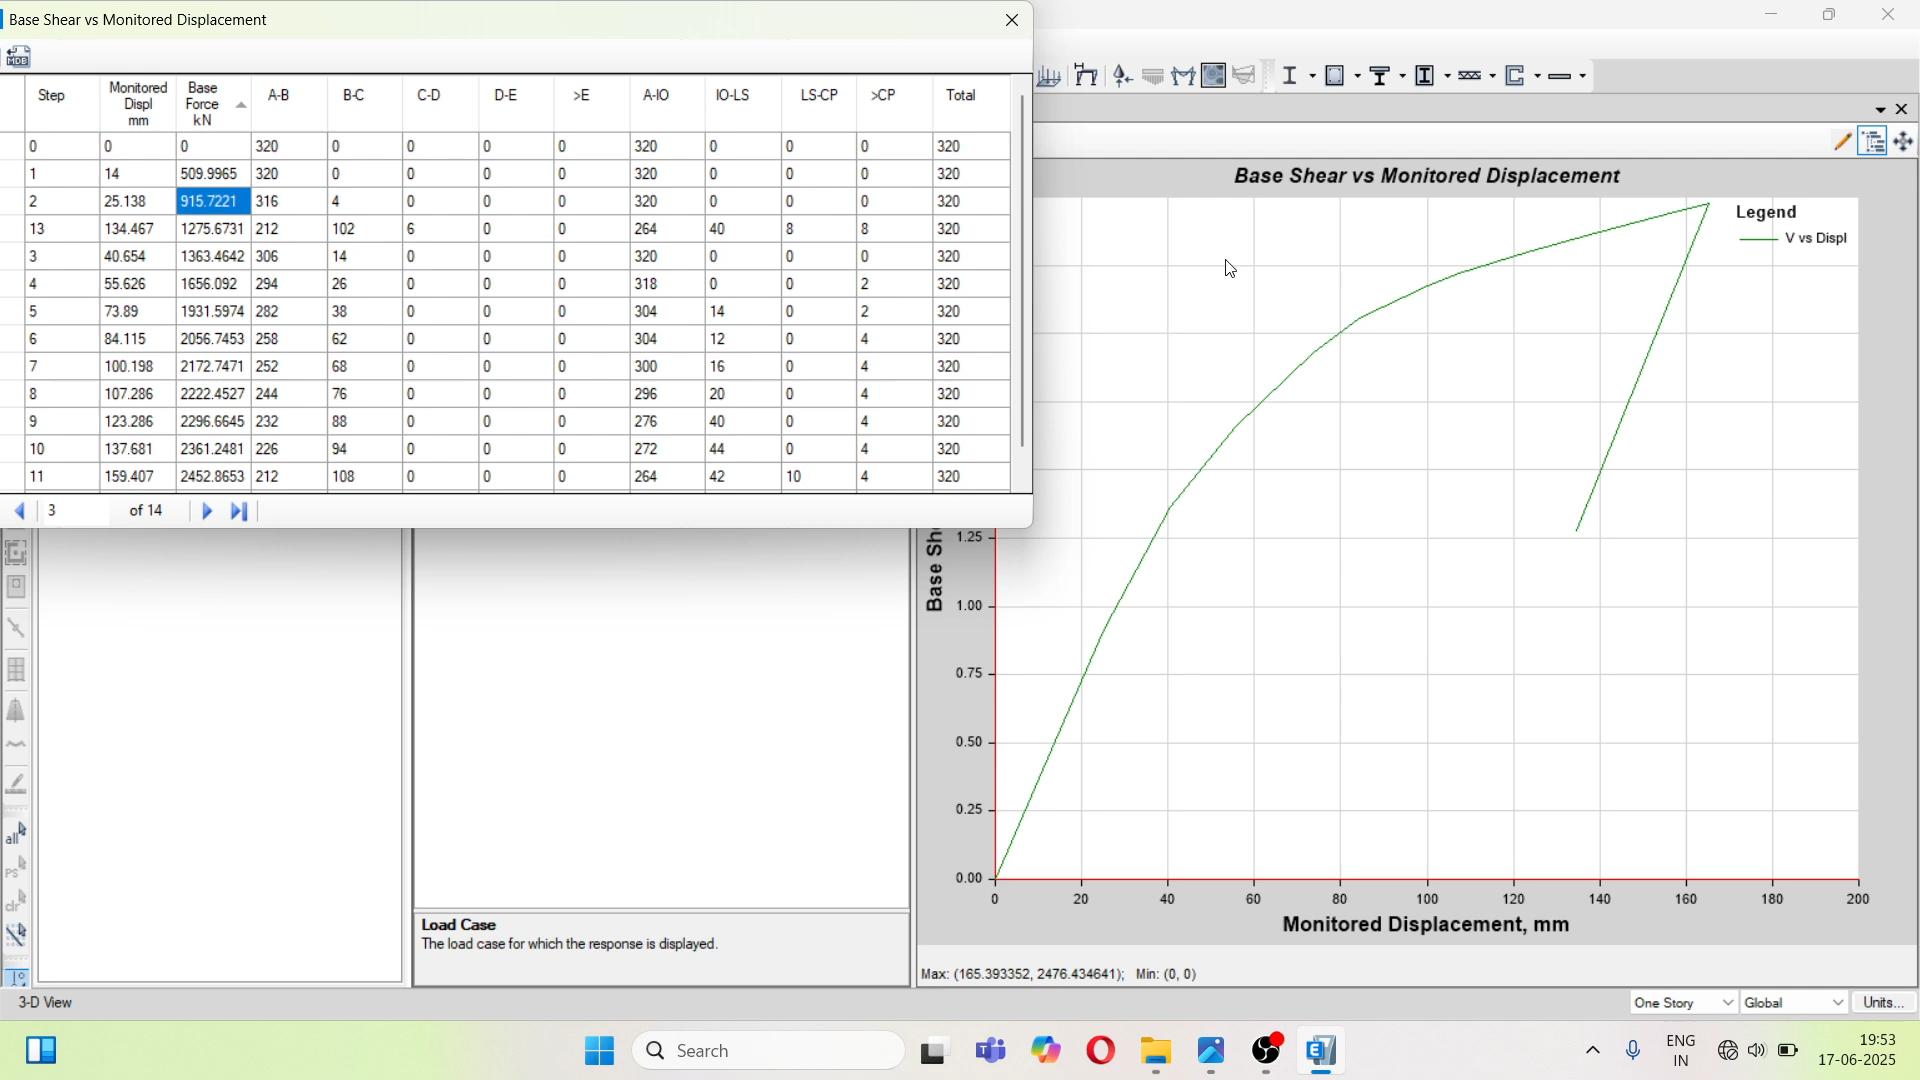 Base Shear vs Monitored Displacement
MDB
Step Monitored Displ mm Base Force kN A-B B-C C-D D-E >E A-IO IO-LS LS-CP >CP Total
0 0 0 320 0 0 0 0 320 0 0 0 320
1 14 509.9965 320 0 0 0 0 320 0 0 0 320
2 25.138 915.7221 316 4 0 0 0 320 0 0 0 320
13 134.467 1275.6731 212 102 6 0 0 264 40 8 8 320
3 40.654 1363.4642 306 14 0 0 0 320 0 0 0 320
4 55.626 1656.092 294 26 0 0 0 318 0 0 2 320
5 73.89 1931.5974 282 38 0 0 0 304 14 0 2 320
6 84.115 2056.7453 258 62 0 0 0 304 12 0 4 320
7 100.198 2172.7471 252 68 0 0 0 300 16 0 4 320
8 107.286 2222.4527 244 76 0 0 0 296 20 0 4 320
9 123.286 2296.6645 232 88 0 0 0 276 40 0 4 320
10 137.681 2361.2481 226 94 0 0 0 272 44 0 4 320
11 159.407 2452.8653 212 108 0 0 0 264 42 10 4 320
3 of 14
Base Shear vs Monitored Displacement
Legend
V vs Displ
Base Sh
1.25
1.00
0.75
0.50
0.25
0.00
0 20 40 60 80 100 120 140 160 180 200
Monitored Displacement, mm
Max: (165.393352, 2476.434641); Min: (0, 0)
all
ps
clr
Load Case
The load case for which the response is displayed.
3-D View
One Story Global Units...
Search
ENG
IN
19:53
17-06-2025